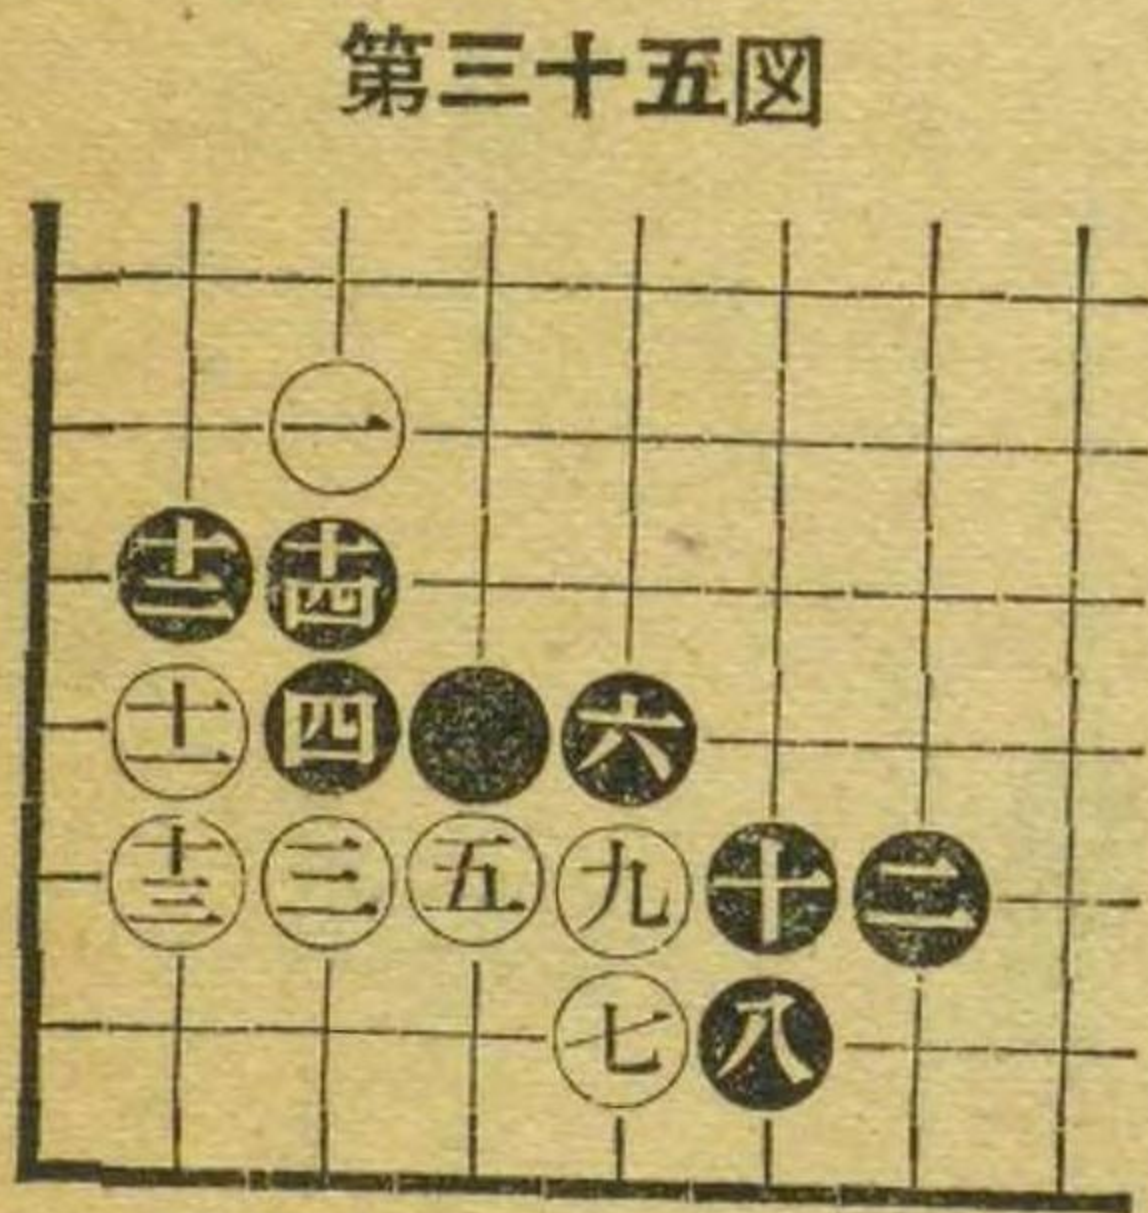 第三十五図
一
十二 十四
十一 四 六
十三 三 五 九 十 二
七 八